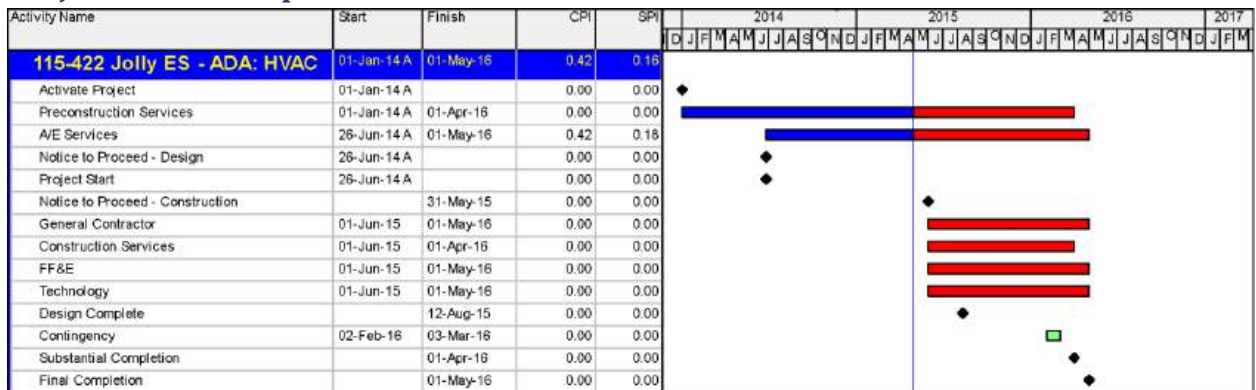 Activity Name Start Finish CPI SPI 2014 2015 2016 2017
D J F M A M J J A S O N D J F M A M J J A S O N D J F M A M J J A S O N D J F M
115-422 Jolly ES - ADA: HVAC 01-Jan-14 A 01-May-16 0.42 0.16
Activate Project 01-Jan-14 A 0.00 0.00
Preconstruction Services 01-Jan-14 A 01-Apr-16 0.00 0.00
A/E Services 26-Jun-14 A 01-May-16 0.42 0.16
Notice to Proceed - Design 26-Jun-14 A 0.00 0.00
Project Start 26-Jun-14 A 0.00 0.00
Notice to Proceed - Construction 31-May-15 0.00 0.00
General Contractor 01-Jun-15 01-May-16 0.00 0.00
Construction Services 01-Jun-15 01-Apr-16 0.00 0.00
FF&E 01-Jun-15 01-May-16 0.00 0.00
Technology 01-Jun-15 01-May-16 0.00 0.00
Design Complete 12-Aug-15 0.00 0.00
Contingency 02-Feb-16 03-Mar-16 0.00 0.00
Substantial Completion 01-Apr-16 0.00 0.00
Final Completion 01-May-16 0.00 0.00